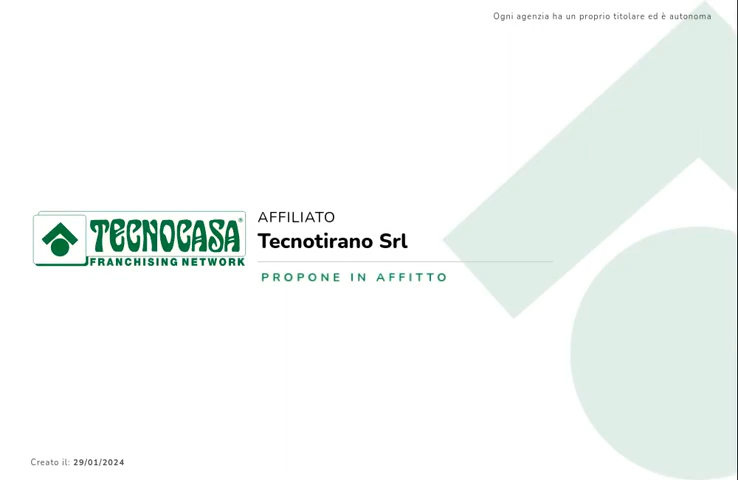 Ogni agenzia ha un proprio titolare ed è autonoma
TECNOCASA®
FRANCHISING NETWORK
AFFILIATO
Tecnotirano Srl
PROPONE IN AFFITTO
Creato il: 29/01/2024